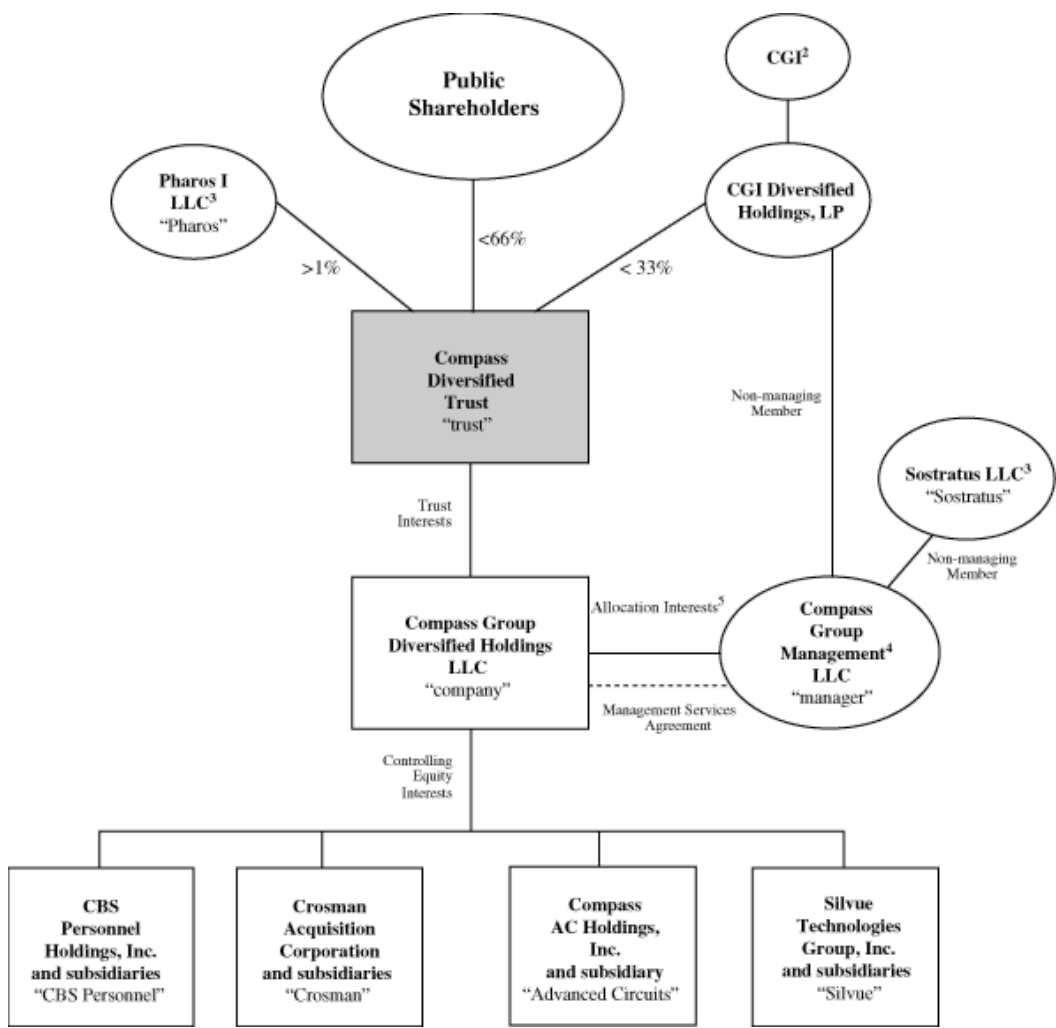 Public
Shareholders
CGI²
Pharos I
LLC³
“Pharos”
CGI Diversified
Holdings, LP
>1%
<66%
< 33%
Compass
Diversified
Trust
“trust”
Non-managing
Member
Sostratus LLC³
“Sostratus”
Trust
Interests
Non-managing
Member
Compass Group
Diversified Holdings
LLC
“company”
Allocation Interests⁵
Management Services
Agreement
Compass
Group
Management⁴
LLC
“manager”
Controlling
Equity
Interests
CBS
Personnel
Holdings, Inc.
and subsidiaries
“CBS Personnel”
Crosman
Acquisition
Corporation
and subsidiaries
“Crosman”
Compass
AC Holdings,
Inc.
and subsidiary
“Advanced Circuits”
Silvue
Technologies
Group, Inc.
and subsidiaries
“Silvue”